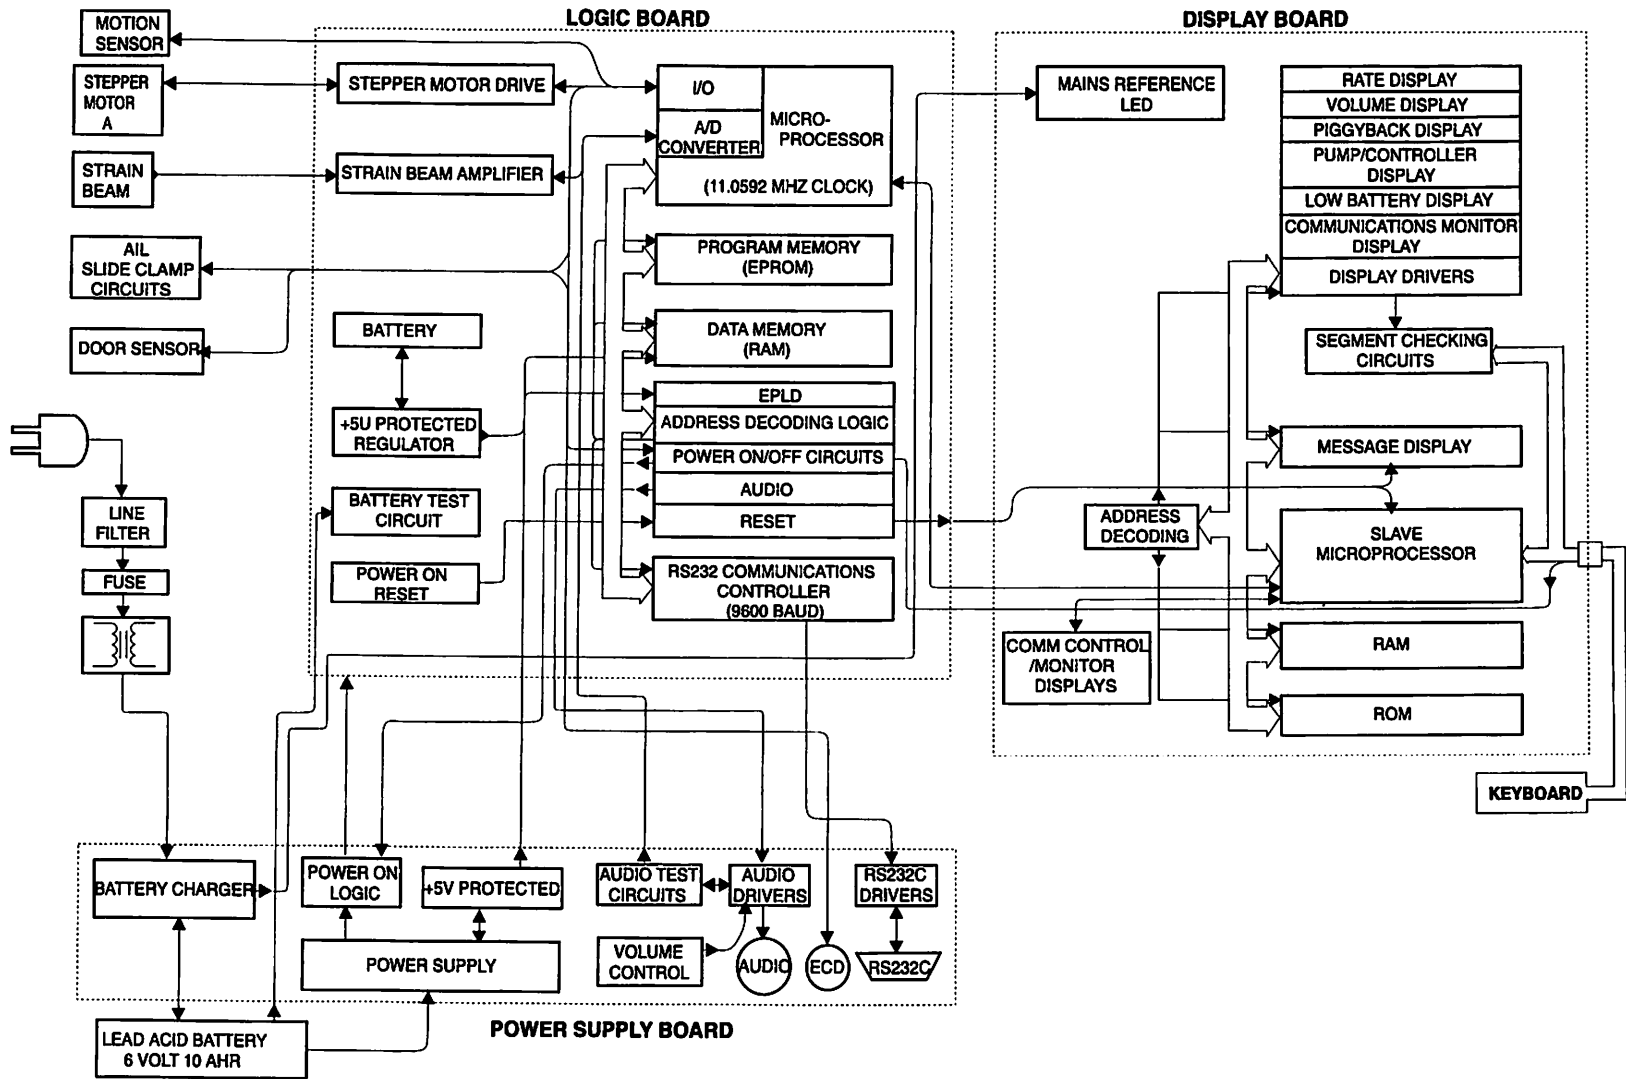 LOGIC BOARD
DISPLAY BOARD
MOTION
SENSOR
STEPPER
MOTOR
A
STRAIN
BEAM
AIL
SLIDE CLAMP
CIRCUITS
DOOR SENSOR
LINE
FILTER
FUSE
STEPPER MOTOR DRIVE
STRAIN BEAM AMPLIFIER
BATTERY
+5U PROTECTED
REGULATOR
BATTERY TEST
CIRCUIT
POWER ON
RESET
I/O
A/D
CONVERTER
MICRO-
PROCESSOR
(11.0592 MHZ CLOCK)
PROGRAM MEMORY
(EPROM)
DATA MEMORY
(RAM)
EPLD
ADDRESS DECODING LOGIC
POWER ON/OFF CIRCUITS
AUDIO
RESET
RS232 COMMUNICATIONS
CONTROLLER
(9600 BAUD)
MAINS REFERENCE
LED
RATE DISPLAY
VOLUME DISPLAY
PIGGYBACK DISPLAY
PUMP/CONTROLLER
DISPLAY
LOW BATTERY DISPLAY
COMMUNICATIONS MONITOR
DISPLAY
DISPLAY DRIVERS
SEGMENT CHECKING
CIRCUITS
MESSAGE DISPLAY
ADDRESS
DECODING
SLAVE
MICROPROCESSOR
COMM CONTROL
/MONITOR
DISPLAYS
RAM
ROM
KEYBOARD
BATTERY CHARGER
POWER ON
LOGIC
+5V PROTECTED
POWER SUPPLY
AUDIO TEST
CIRCUITS
AUDIO
DRIVERS
RS232C
DRIVERS
VOLUME
CONTROL
AUDIO
ECD
RS232C
LEAD ACID BATTERY
6 VOLT 10 AHR
POWER SUPPLY BOARD